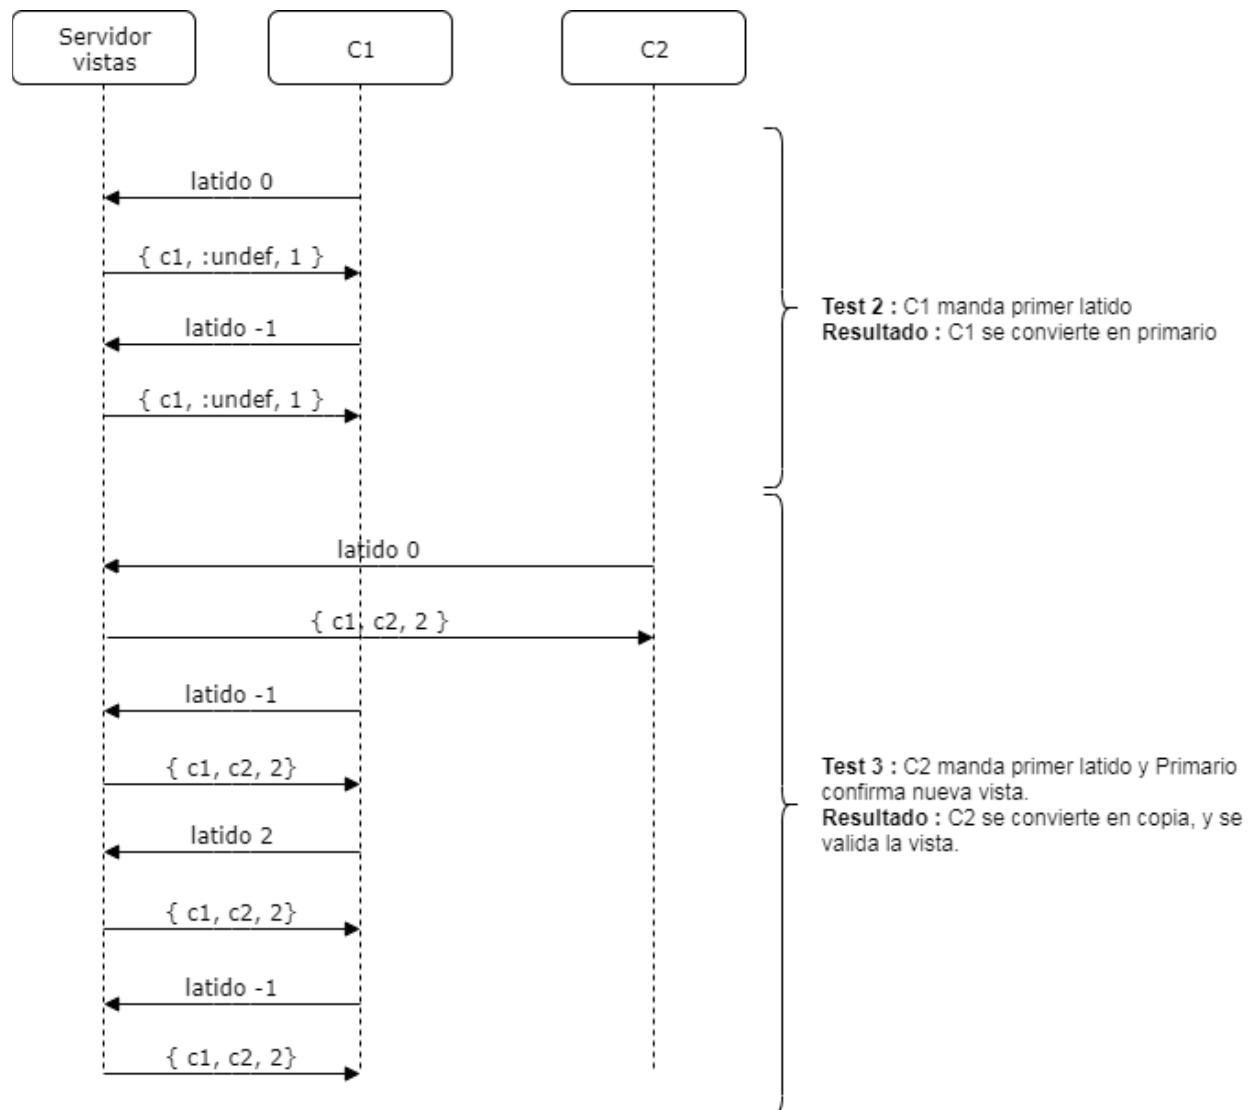 Servidor
vistas
C1
C2
latido 0
{ c1, :undef, 1 }
latido -1
{ c1, :undef, 1 }
Test 2 : C1 manda primer latido
Resultado : C1 se convierte en primario
latido 0
{ c1, c2, 2 }
latido -1
{ c1, c2, 2}
latido 2
{ c1, c2, 2}
latido -1
{ c1, c2, 2}
Test 3 : C2 manda primer latido y Primario
confirma nueva vista.
Resultado : C2 se convierte en copia, y se
valida la vista.